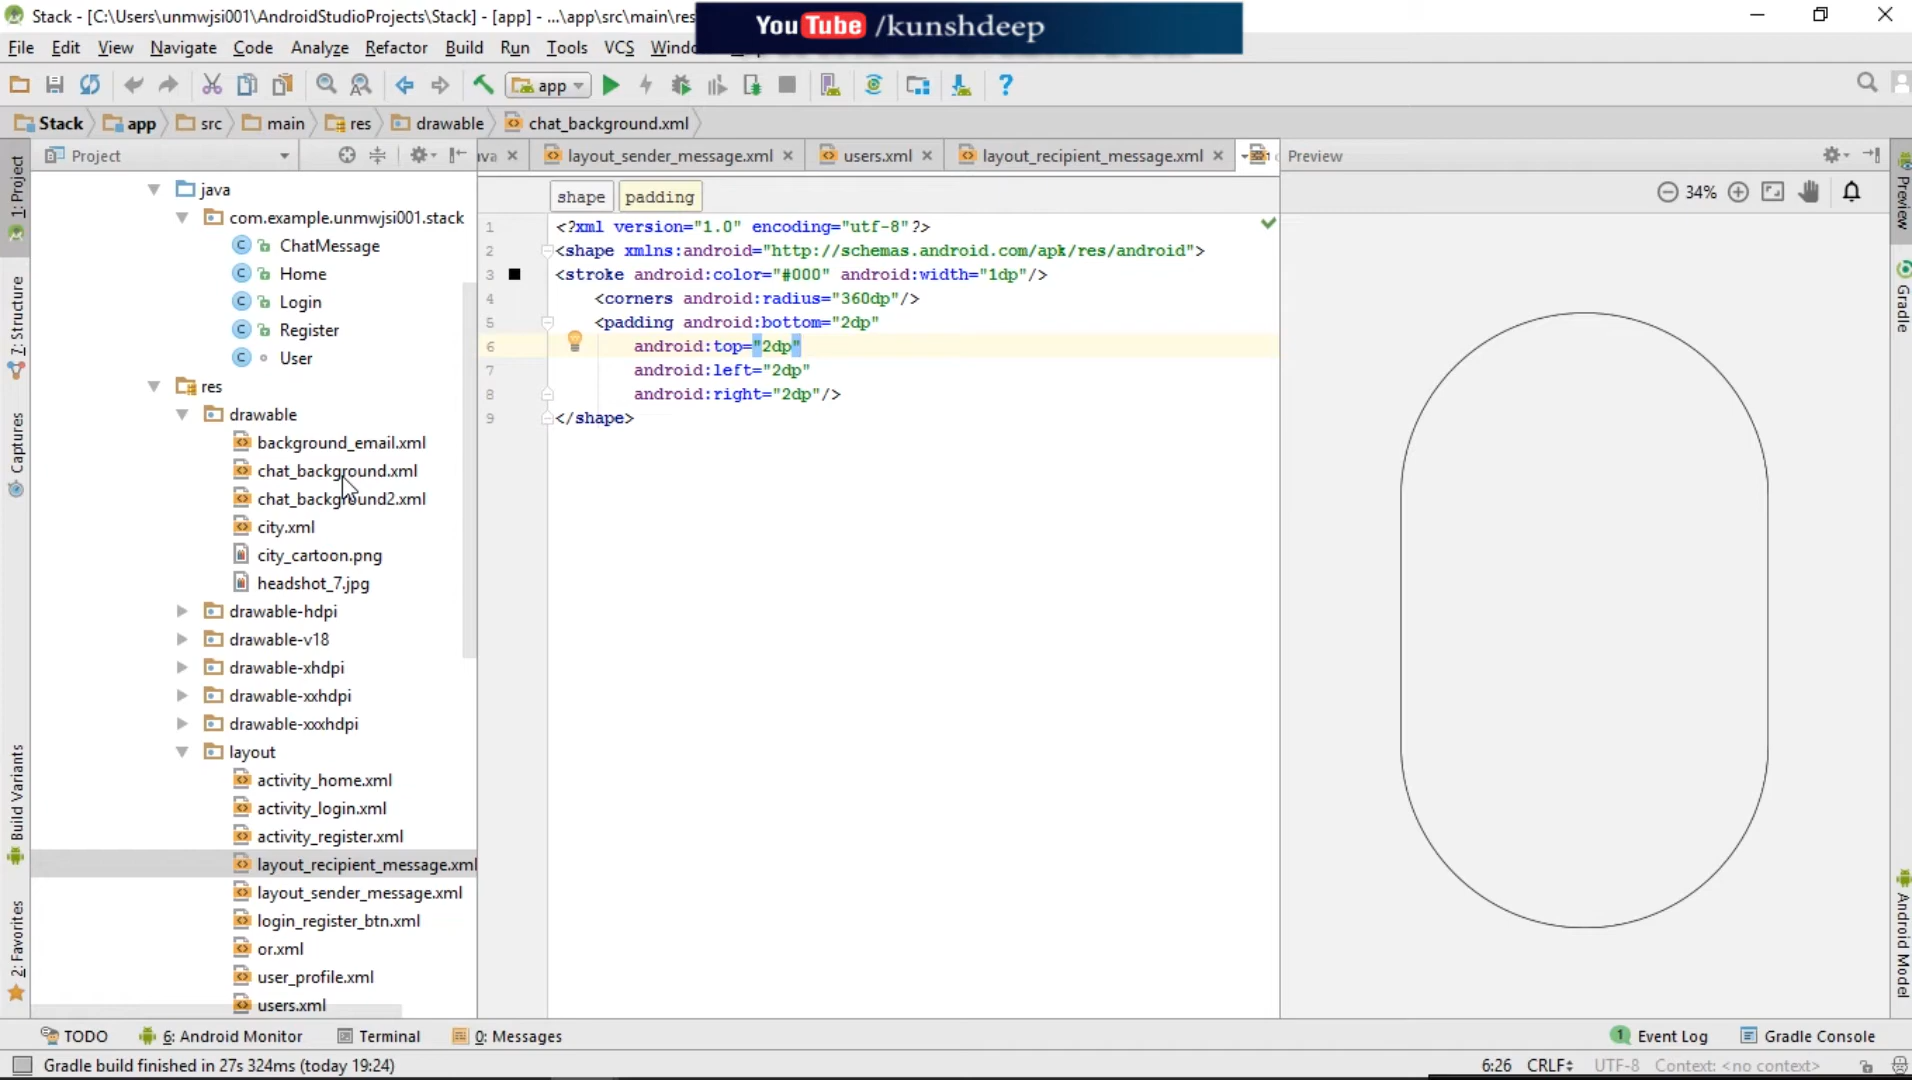 Stack - [C:\Users\unmwjsi001\AndroidStudioProjects\Stack] - [app] - ...\app\src\main\res
YouTube /kunshdeep
File Edit View Navigate Code Analyze Refactor Build Run Tools VCS Windo
app
Stack app src main res drawable chat_background.xml
Project
va
layout_sender_message.xml
users.xml
layout_recipient_message.xml
Preview
shape padding
34%
1: Project
7: Structure
Captures
Build Variants
2: Favorites
java
com.example.unmwjsi001.stack
ChatMessage
Home
Login
Register
User
res
drawable
background_email.xml
chat_background.xml
chat_background2.xml
city.xml
city_cartoon.png
headshot_7.jpg
drawable-hdpi
drawable-v18
drawable-xhdpi
drawable-xxhdpi
drawable-xxxhdpi
layout
activity_home.xml
activity_login.xml
activity_register.xml
layout_recipient_message.xml
layout_sender_message.xml
login_register_btn.xml
or.xml
user_profile.xml
users.xml
1 <?xml version="1.0" encoding="utf-8"?>
2 <shape xmlns:android="http://schemas.android.com/apk/res/android">
3 <stroke android:color="#000" android:width="1dp"/>
4 <corners android:radius="360dp"/>
5 <padding android:bottom="2dp"
6 android:top="2dp"
7 android:left="2dp"
8 android:right="2dp"/>
9 </shape>
Preview
Gradle
Android Model
TODO 6: Android Monitor Terminal 0: Messages
1 Event Log Gradle Console
Gradle build finished in 27s 324ms (today 19:24)
6:26 CRLF UTF-8 Context: <no context>